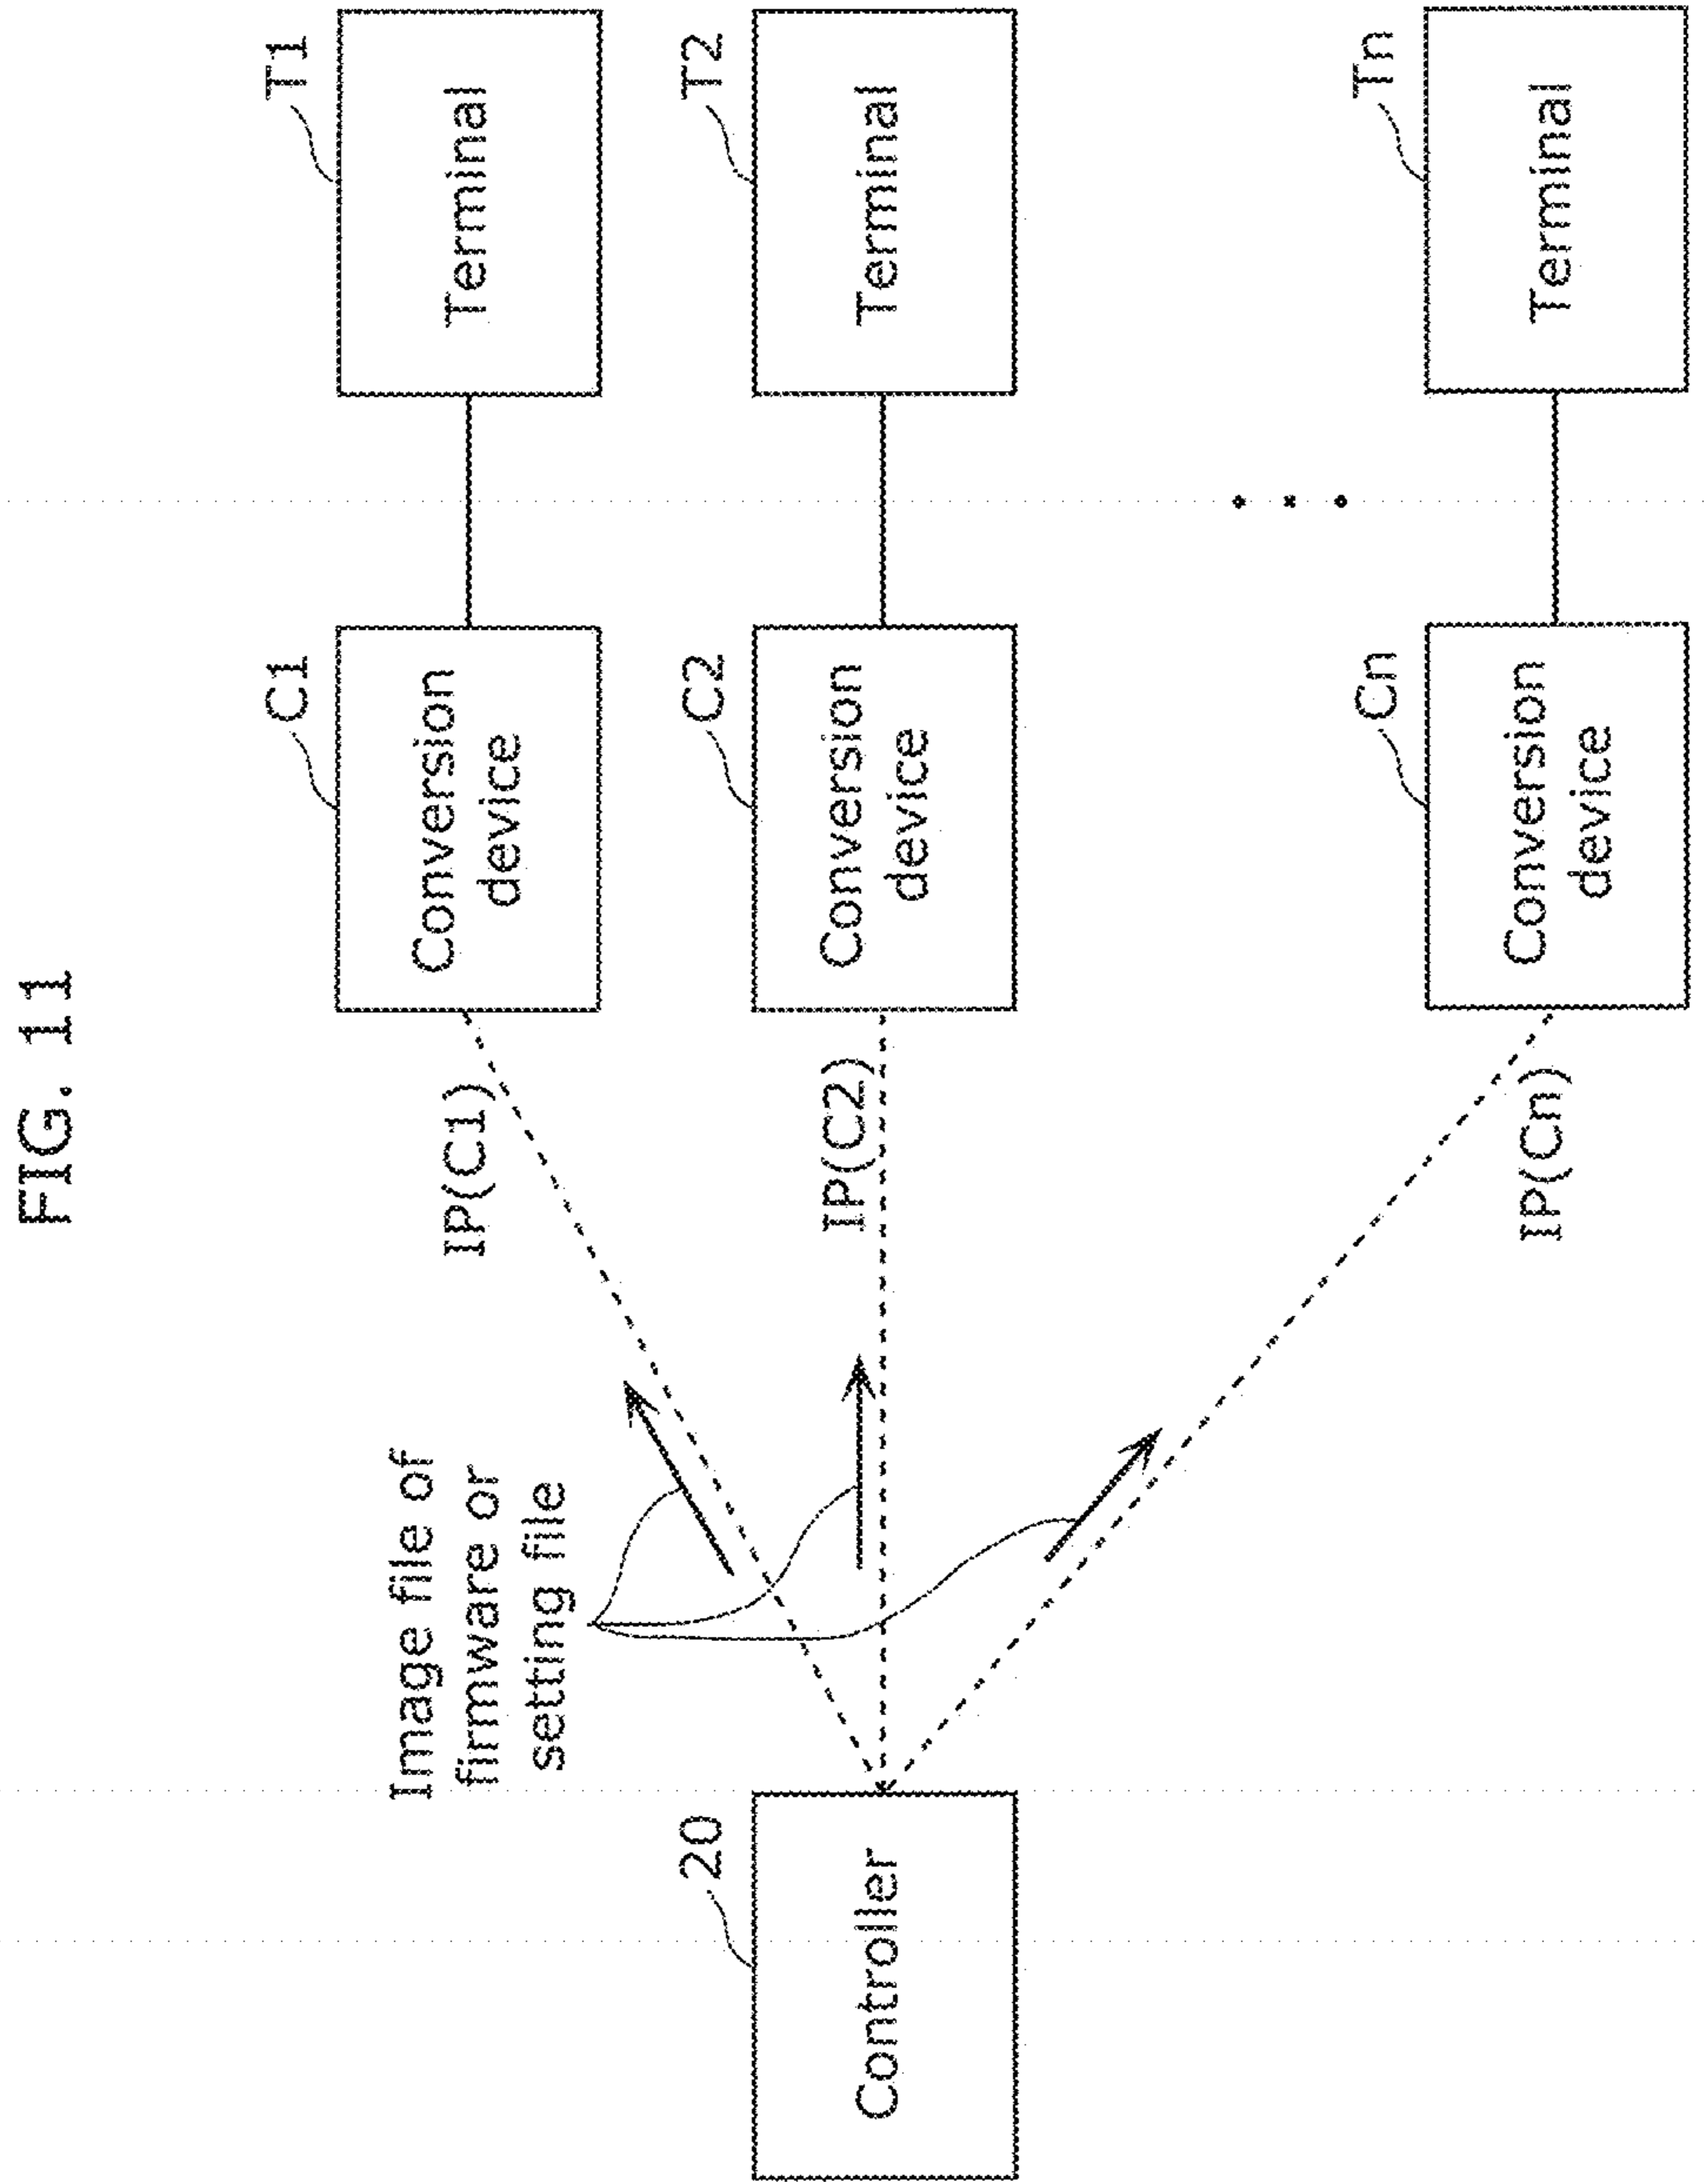 FIG. 11
Image file of
firmware or
setting file
20
Controller
IP(C1)
C1
Conversion
device
T1
Terminal
IP(C2)
C2
Conversion
device
T2
Terminal
IP(Cn)
Cn
Conversion
device
Tn
Terminal